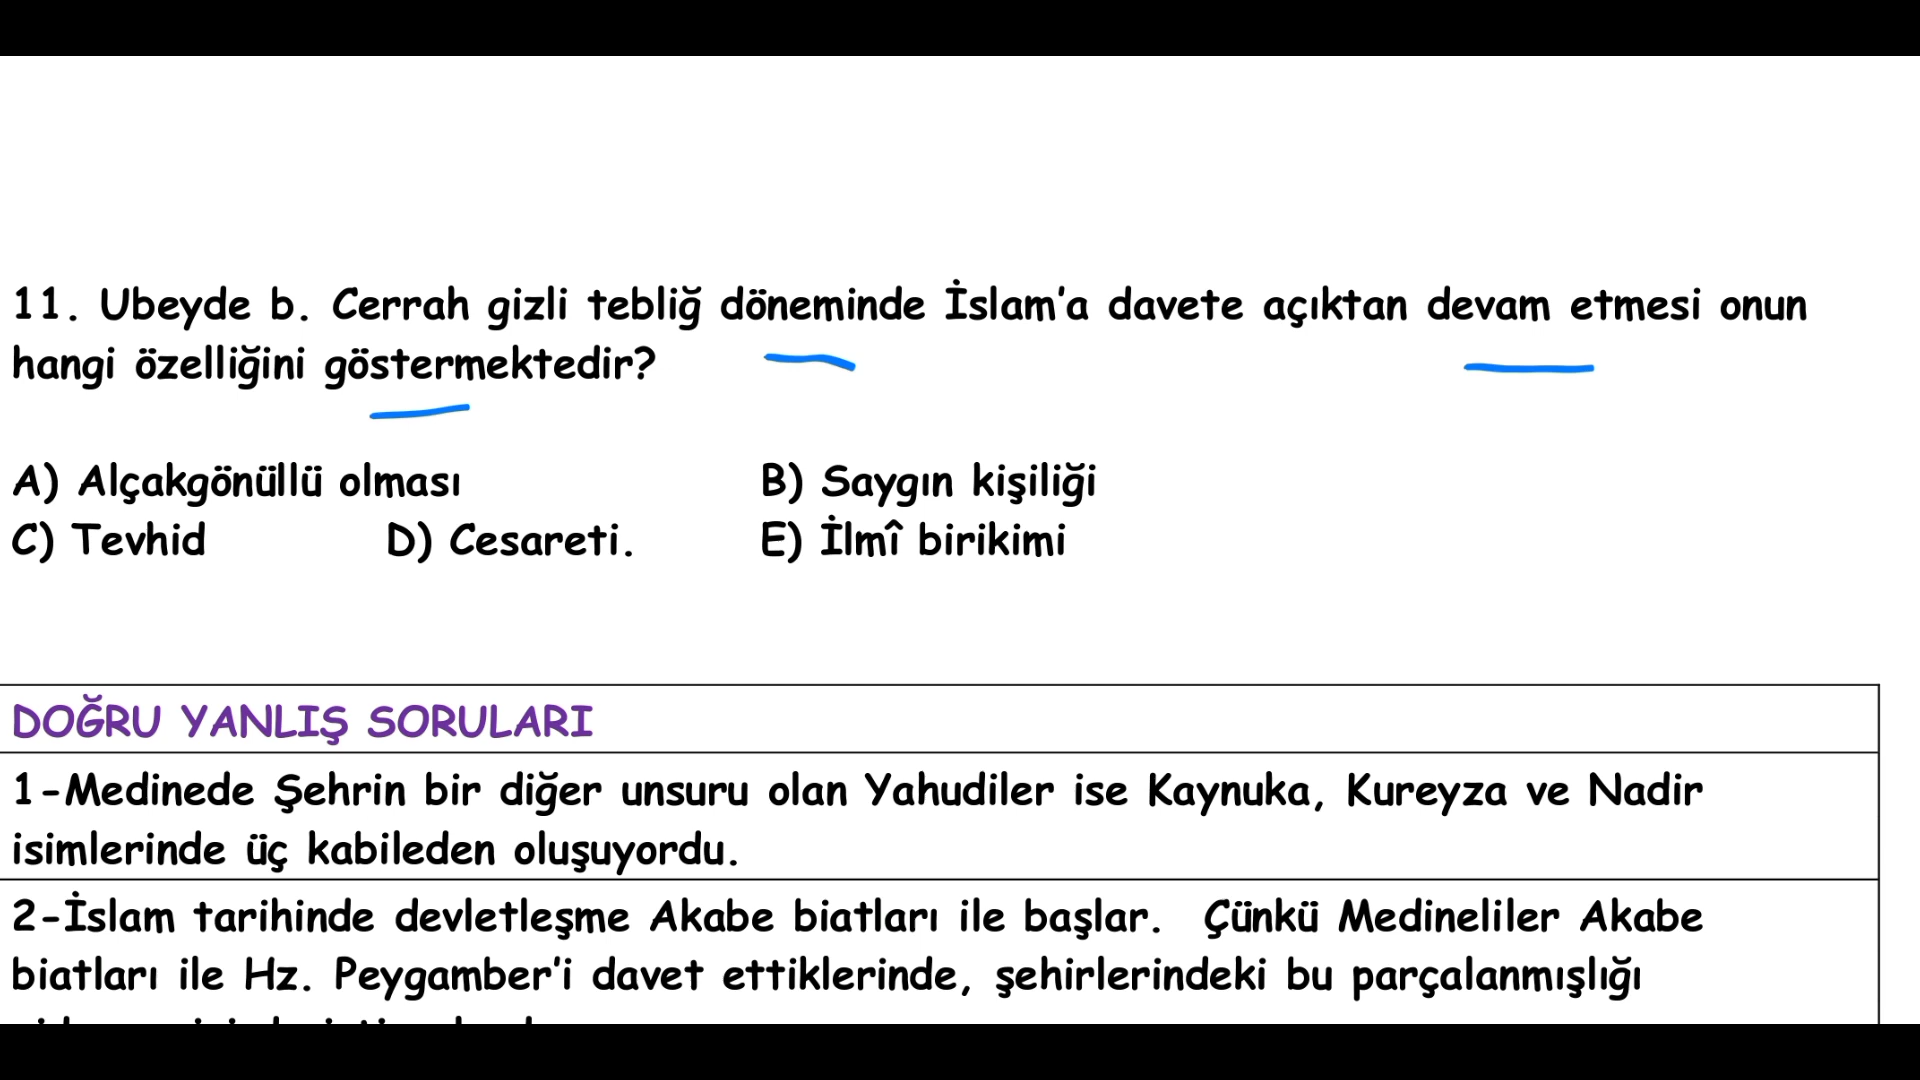 11. Ubeyde b. Cerrah gizli tebliğ döneminde İslam'a davete açıktan devam etmesi onun
hangi özelliğini göstermektedir?
A) Alçakgönüllü olması B) Saygın kişiliği
C) Tevhid D) Cesareti. E) İlmî birikimi
DOĞRU YANLIŞ SORULARI
1-Medinede Şehrin bir diğer unsuru olan Yahudiler ise Kaynuka, Kureyza ve Nadir
isimlerinde üç kabileden oluşuyordu.
2-İslam tarihinde devletleşme Akabe biatları ile başlar. Çünkü Medineliler Akabe
biatları ile Hz. Peygamber'i davet ettiklerinde, şehirlerindeki bu parçalanmışlığı